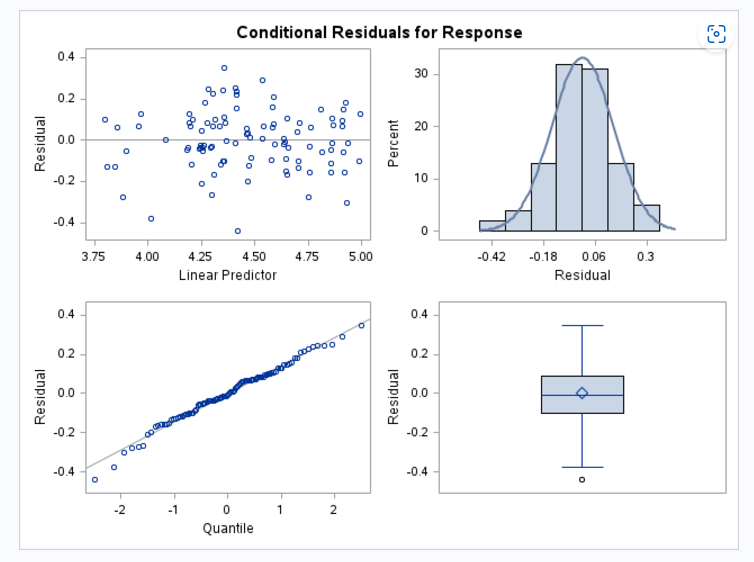 Conditional Residuals for Response
0.4
0.2
0.0
-0.2
-0.4
Residual
3.75 4.00 4.25 4.50 4.75 5.00
Linear Predictor
30
20
10
0
Percent
-0.42 -0.18 0.06 0.3
Residual
0.4
0.2
0.0
-0.2
-0.4
Residual
-2 -1 0 1 2
Quantile
0.4
0.2
0.0
-0.2
-0.4
Residual